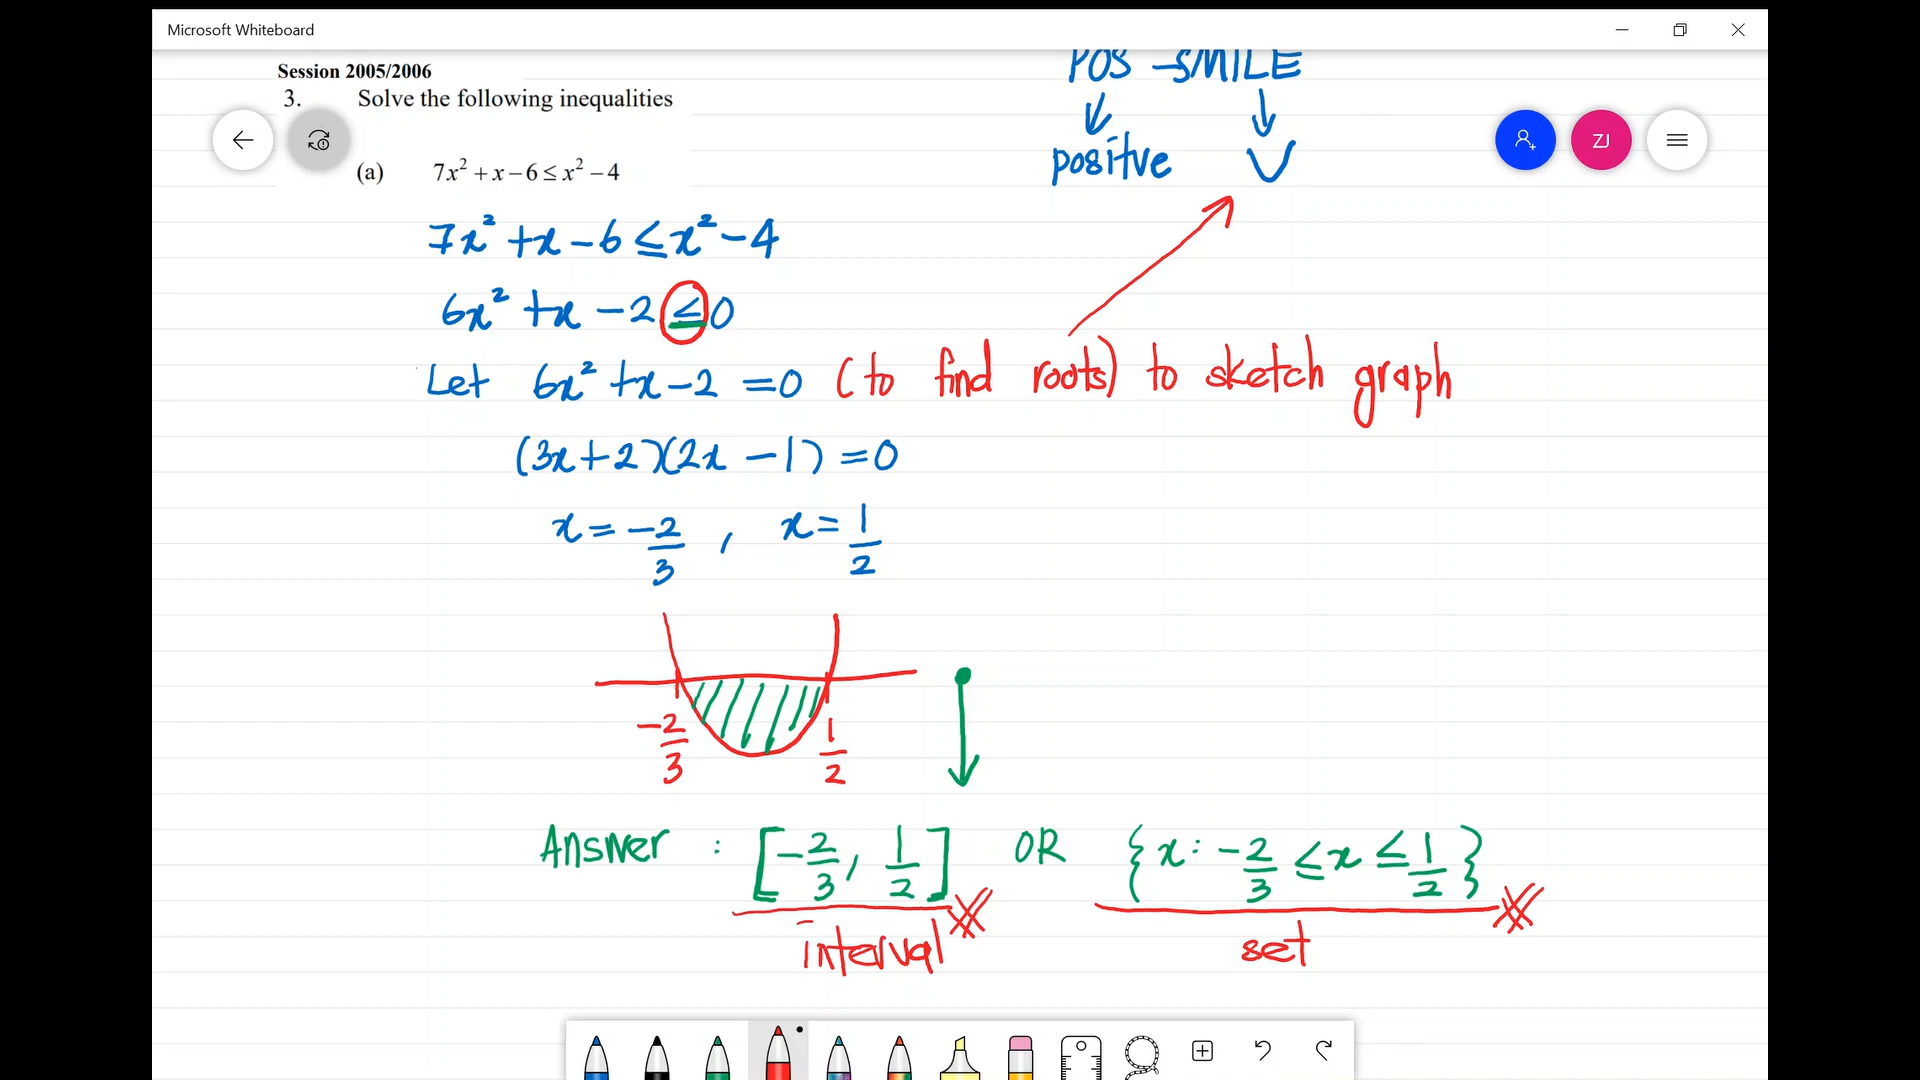 Microsoft Whiteboard
Session 2005/2006
3. Solve the following inequalities
(a) 7x² + x − 6 ≤ x² − 4
POS - SMILE
positve
ZJ
7x² + x − 6 ≤ x² − 4
6x² + x − 2 ≤ 0
Let 6x² + x − 2 = 0 (to find roots) to sketch graph
(3x + 2)(2x − 1) = 0
x = −2/3 , x = 1/2
−2/3 1/2
Answer : [−2/3, 1/2] OR {x : −2/3 ≤ x ≤ 1/2}
interval set